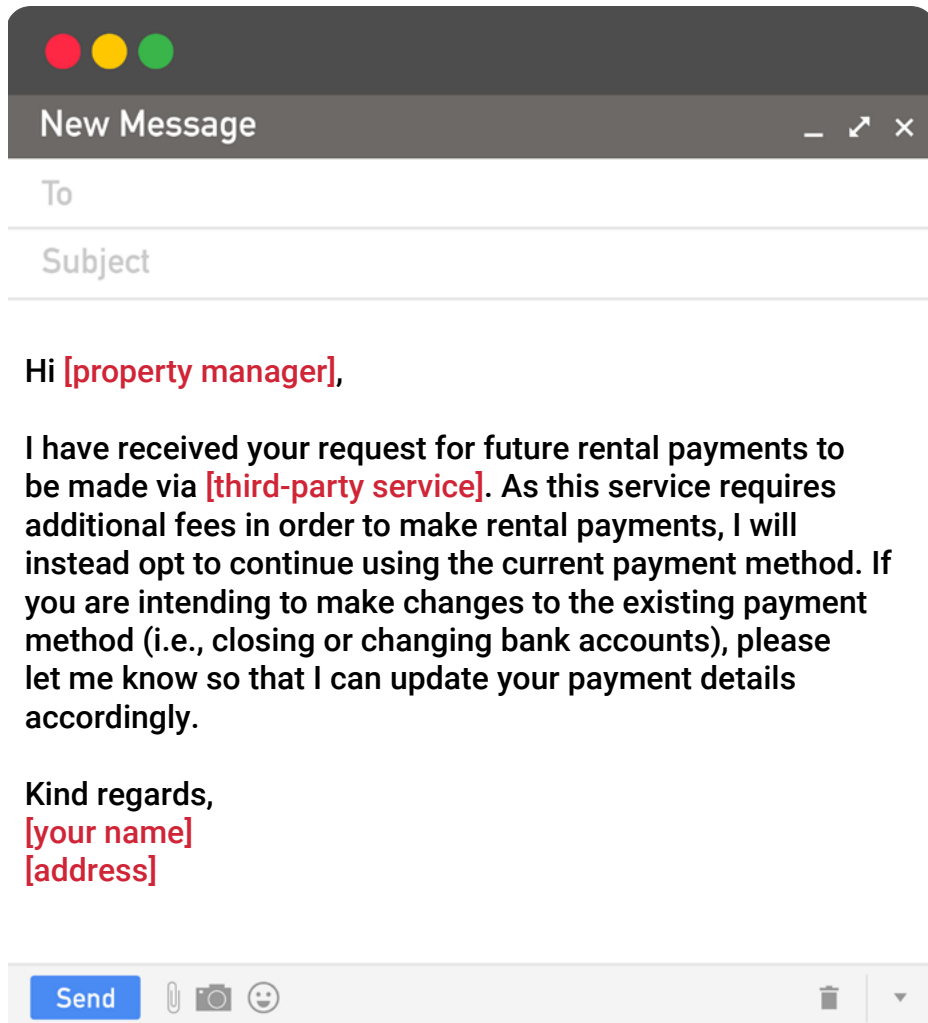 New Message
To
Subject
Hi [property manager],
I have received your request for future rental payments to
be made via [third-party service]. As this service requires
additional fees in order to make rental payments, I will
instead opt to continue using the current payment method. If
you are intending to make changes to the existing payment
method (i.e., closing or changing bank accounts), please
let me know so that I can update your payment details
accordingly.
Kind regards,
[your name]
[address]
Send